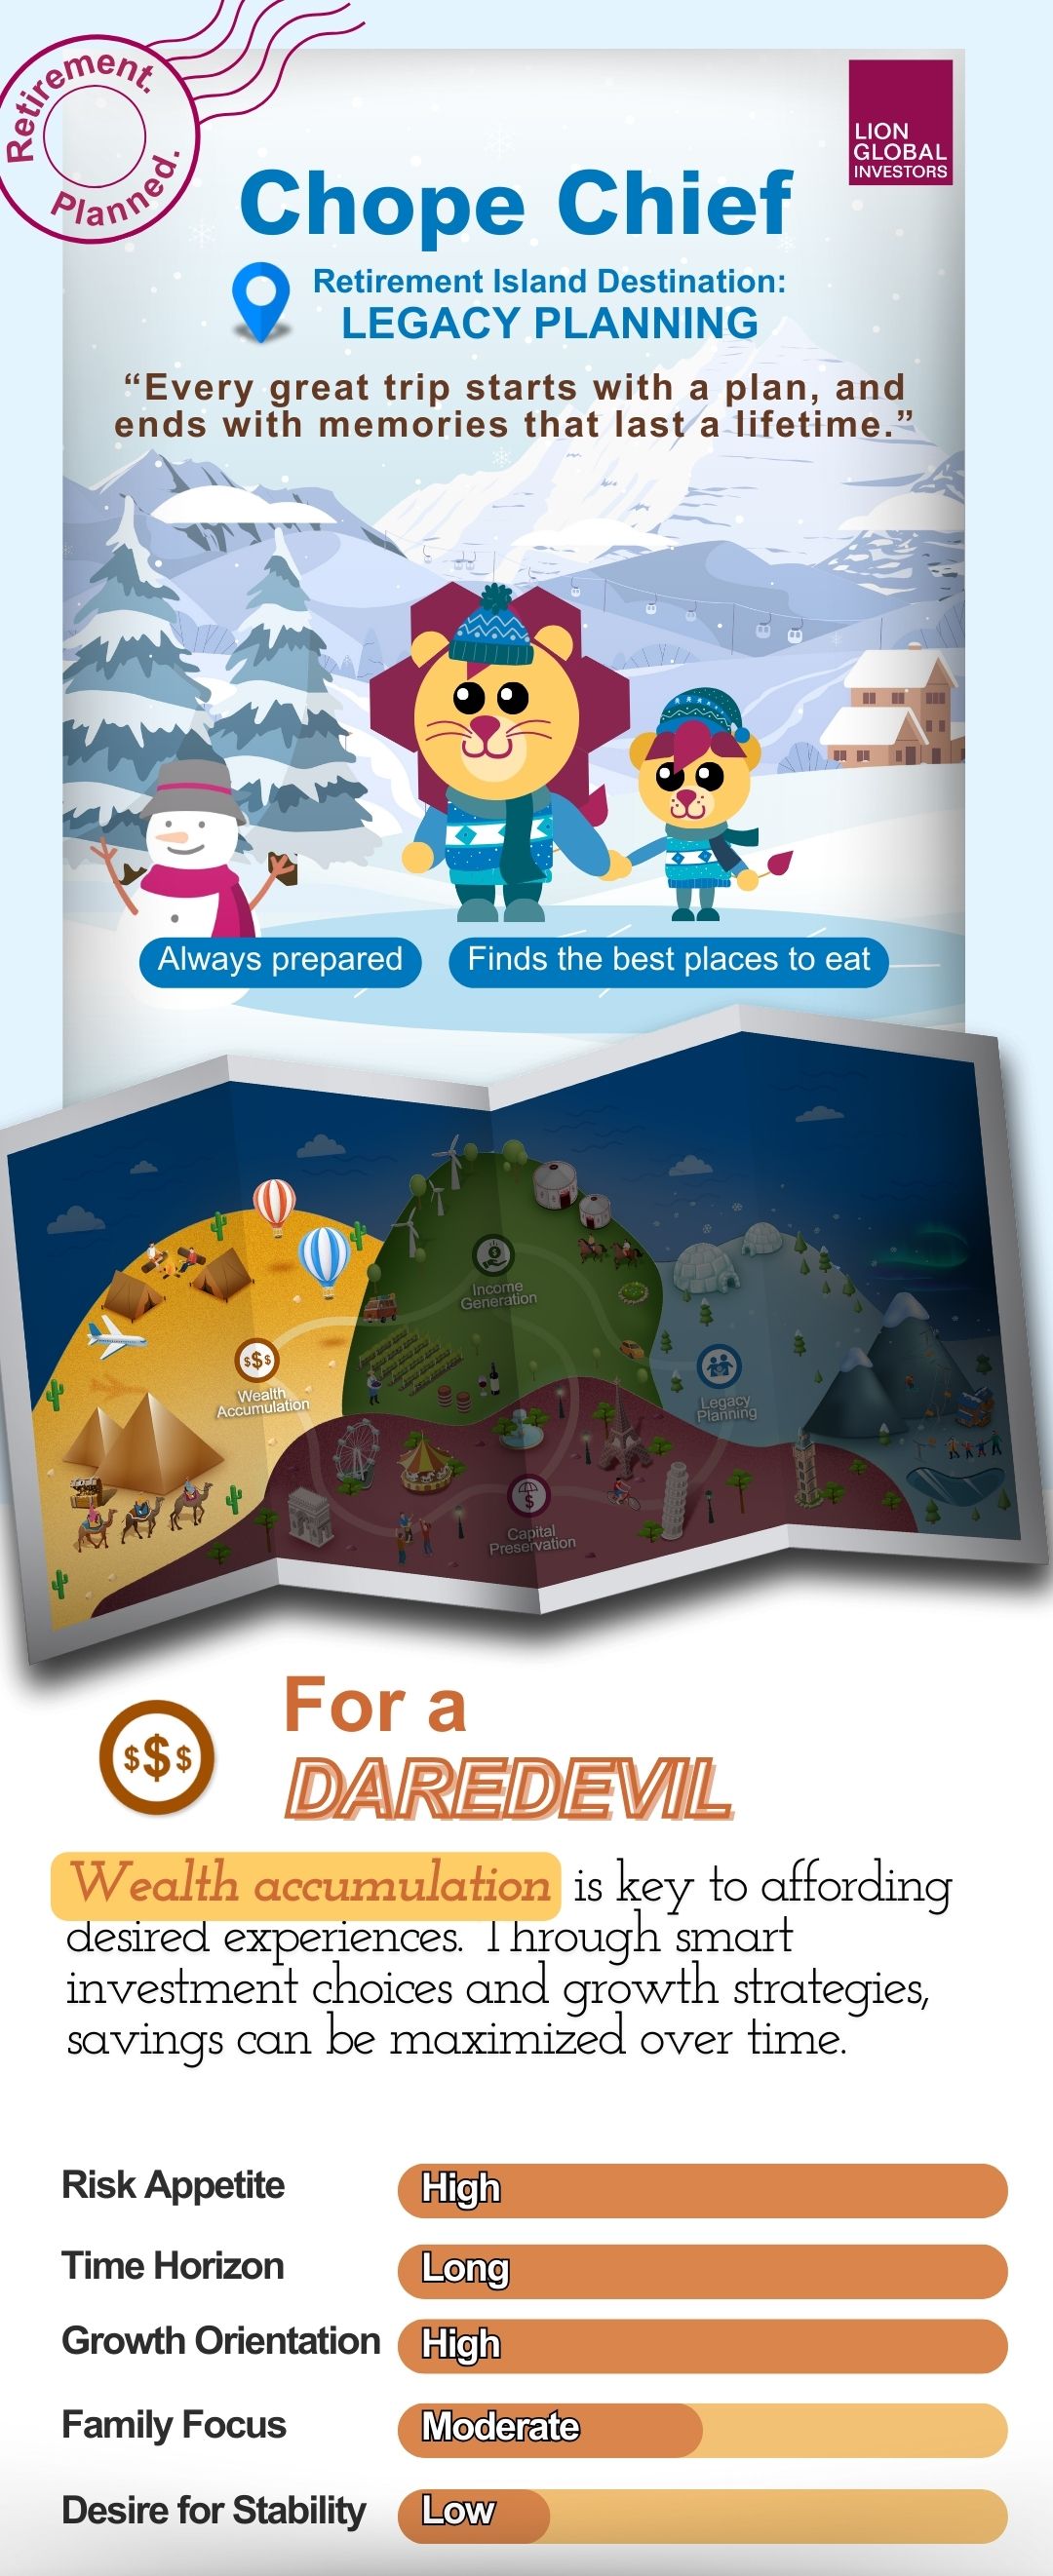 Retirement.
Planned.
LION
GLOBAL
INVESTORS
Chope Chief
Retirement Island Destination:
LEGACY PLANNING
“Every great trip starts with a plan, and
ends with memories that last a lifetime.”
Always prepared
Finds the best places to eat
$
Income
Generation
$$$
Wealth
Accumulation
Legacy
Planning
$
Capital
Preservation
$$$
For a
DAREDEVIL
Wealth accumulation is key to affording
desired experiences. Through smart
investment choices and growth strategies,
savings can be maximized over time.
Risk Appetite High
Time Horizon Long
Growth Orientation High
Family Focus Moderate
Desire for Stability Low